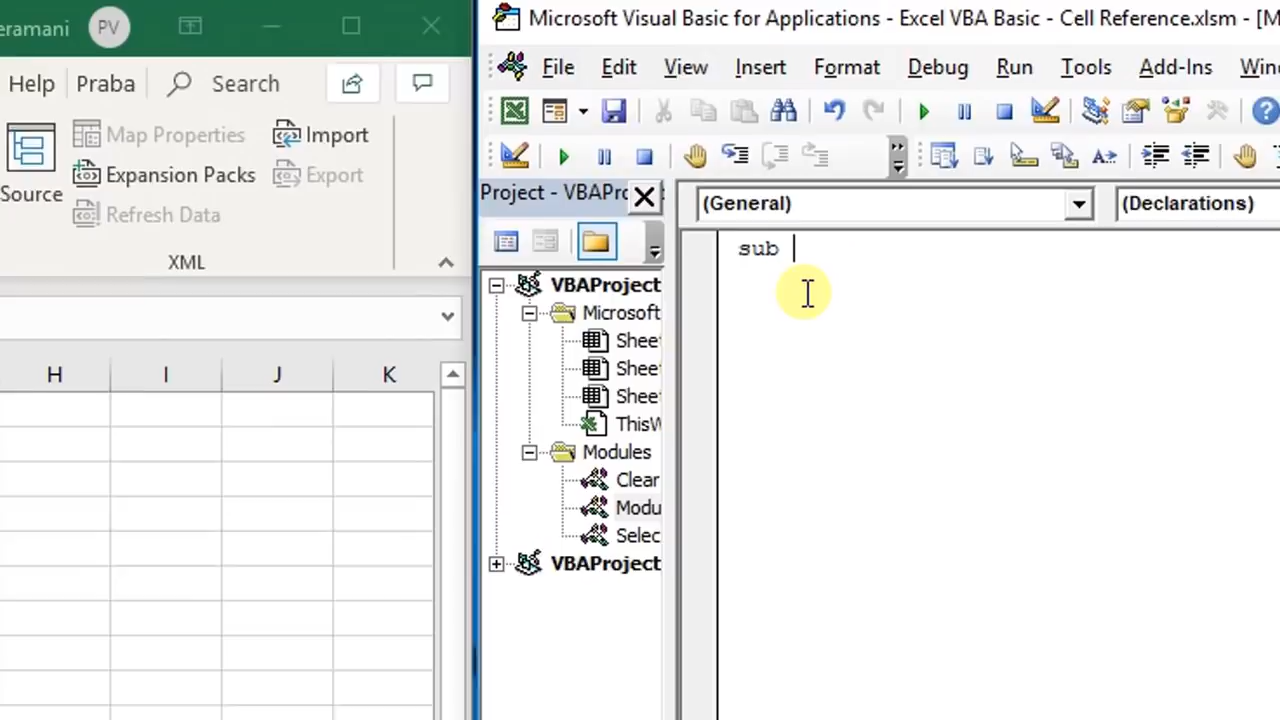 eramani PV
Microsoft Visual Basic for Applications - Excel VBA Basic - Cell Reference.xlsm - [M
Help Praba Search
File Edit View Insert Format Debug Run Tools Add-Ins Wind
Map Properties Import
Source Expansion Packs Export
Refresh Data
XML
Project - VBAPr
(General) (Declarations)
sub
VBAProject
Microsoft
Shee
Shee
Shee
ThisW
Modules
Clear
Modu
Selec
VBAProject
H I J K